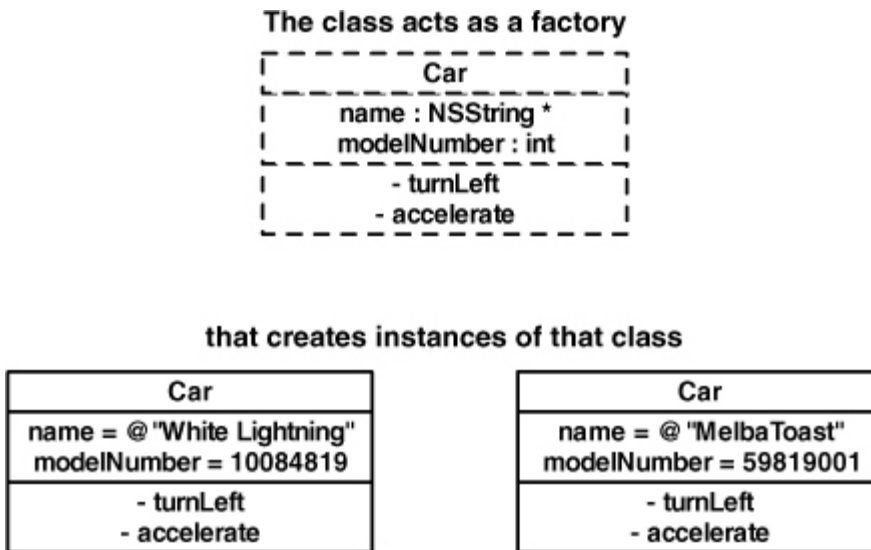 The class acts as a factory
Car
name : NSString *
modelNumber : int
- turnLeft
- accelerate
that creates instances of that class
Car
name = @"White Lightning"
modelNumber = 10084819
- turnLeft
- accelerate
Car
name = @"MelbaToast"
modelNumber = 59819001
- turnLeft
- accelerate